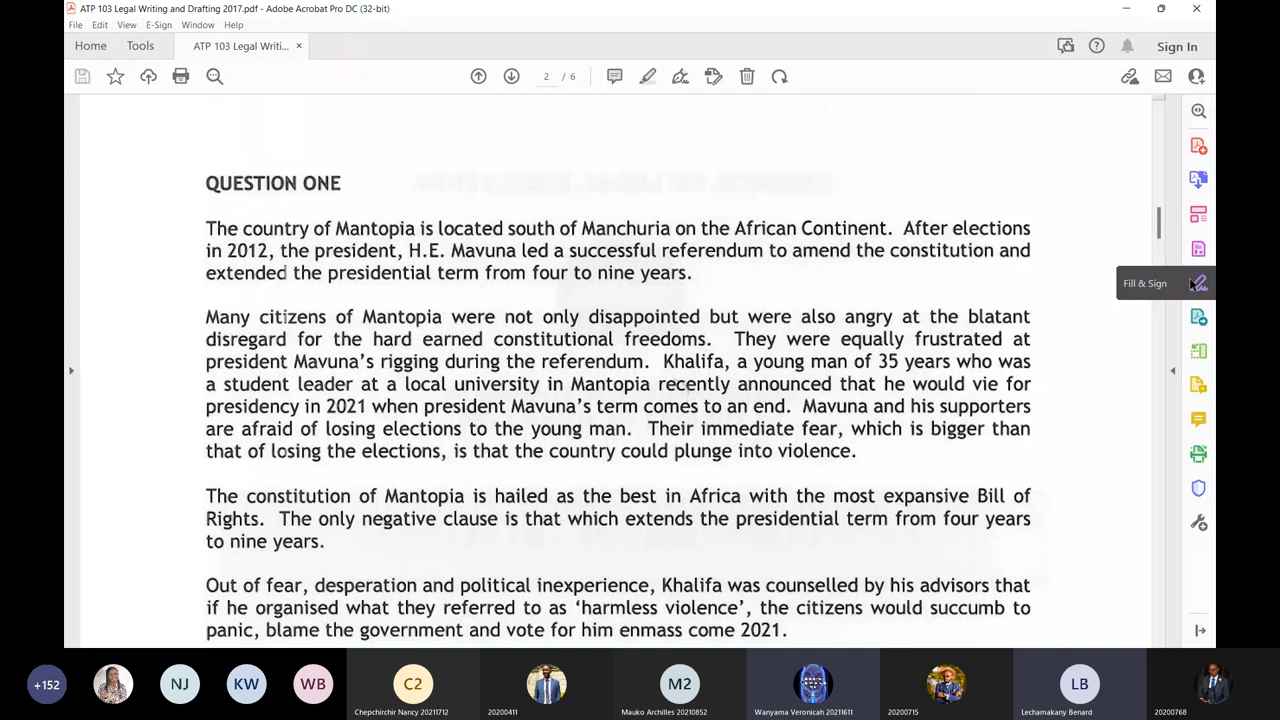 ATP 103 Legal Writing and Drafting 2017.pdf - Adobe Acrobat Pro DC (32-bit)
File Edit View E-Sign Window Help
Home Tools ATP 103 Legal Writi... × Sign In
2 / 6
QUESTION ONE
The country of Mantopia is located south of Manchuria on the African Continent. After elections
in 2012, the president, H.E. Mavuna led a successful referendum to amend the constitution and
extended the presidential term from four to nine years.
Fill & Sign
Many citizens of Mantopia were not only disappointed but were also angry at the blatant
disregard for the hard earned constitutional freedoms. They were equally frustrated at
president Mavuna's rigging during the referendum. Khalifa, a young man of 35 years who was
a student leader at a local university in Mantopia recently announced that he would vie for
presidency in 2021 when president Mavuna's term comes to an end. Mavuna and his supporters
are afraid of losing elections to the young man. Their immediate fear, which is bigger than
that of losing the elections, is that the country could plunge into violence.
The constitution of Mantopia is hailed as the best in Africa with the most expansive Bill of
Rights. The only negative clause is that which extends the presidential term from four years
to nine years.
Out of fear, desperation and political inexperience, Khalifa was counselled by his advisors that
if he organised what they referred to as 'harmless violence', the citizens would succumb to
panic, blame the government and vote for him enmass come 2021.
+152 NJ KW WB C2 M2 LB
Chepchirchir Nancy 20211712 20200411 Mauko Archilles 20210852 Wanyama Veronicah 20211611 20200715 Lechamakany Benard 20200768